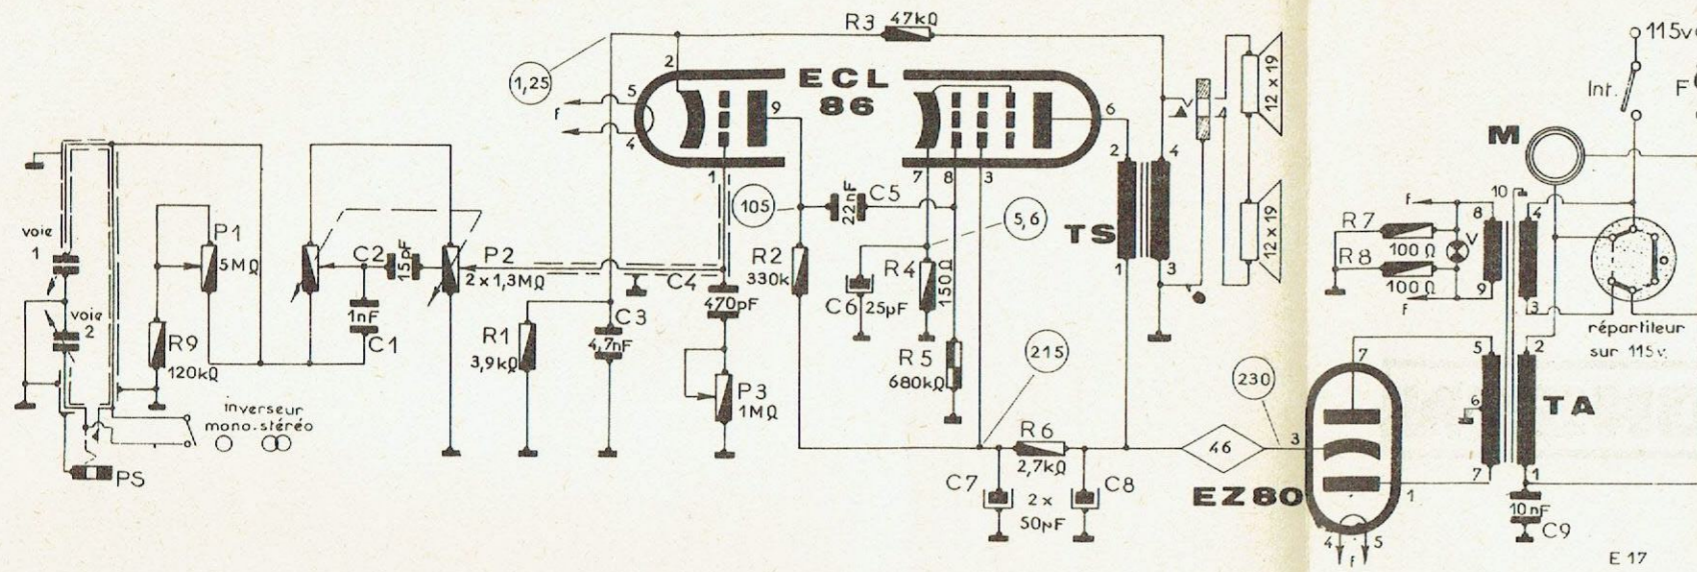 voie
1
voie
2
PS
inverseur
mono-stéréo
P1
5MΩ
R9
120kΩ
C2
15pF
1nF
C1
P2
2x1,3MΩ
1,25
f
5
4
2
ECL
86
9
1
R3
47kΩ
C4
470pF
P3
1MΩ
R1
3,9kΩ
C3
4,7nF
105
R2
330k
22nF
C5
C6
25µF
R4
150Ω
R5
680kΩ
7
8
3
6
5,6
215
R6
2,7kΩ
C7
2x
50µF
C8
2
4
1
3
TS
12 x 19
12 x 19
46
230
3
EZ80
7
1
4
f
5
M
Int.
115v
F
R7
100Ω
R8
100Ω
f
f
V
8
9
10
4
3
5
6
7
2
1
TA
répartiteur
sur 115v.
10nF
C9
E 17